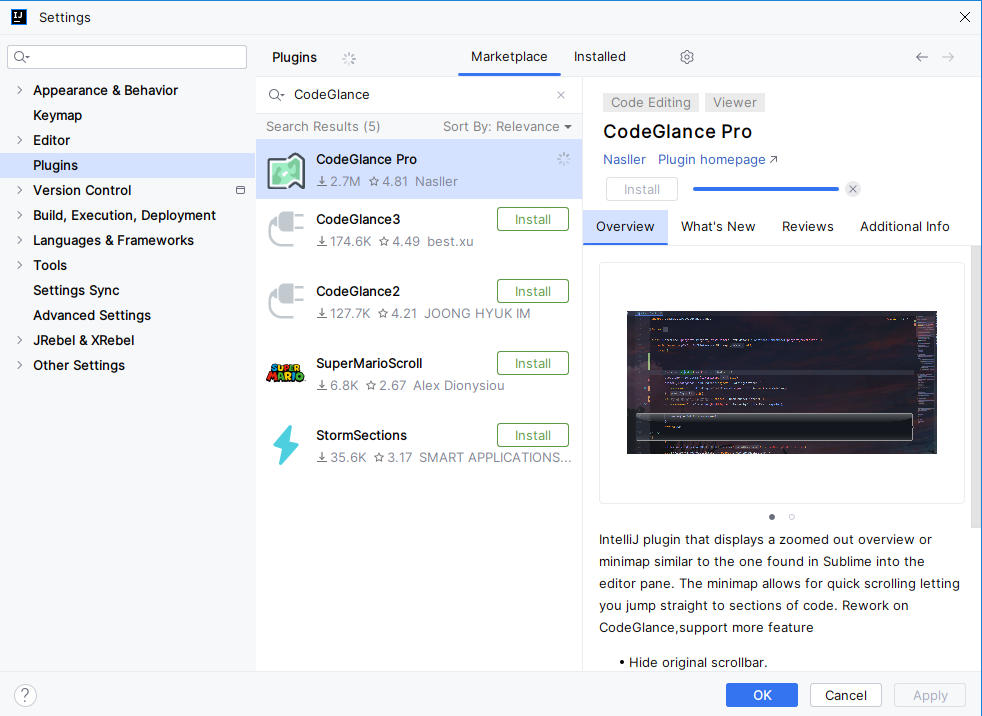 Settings
Plugins
Marketplace
Installed
Appearance & Behavior
Keymap
Editor
Plugins
Version Control
Build, Execution, Deployment
Languages & Frameworks
Tools
Settings Sync
Advanced Settings
JRebel & XRebel
Other Settings
CodeGlance
Search Results (5)
Sort By: Relevance
CodeGlance Pro
2.7M 4.81 Nasller
CodeGlance3
Install
174.6K 4.49 best.xu
CodeGlance2
Install
127.7K 4.21 JOONG HYUK IM
SUPER
MARIO
SuperMarioScroll
Install
6.8K 2.67 Alex Dionysiou
StormSections
Install
35.6K 3.17 SMART APPLICATIONS...
Code Editing
Viewer
CodeGlance Pro
Nasller Plugin homepage ↗
Install
Overview
What's New
Reviews
Additional Info
IntelliJ plugin that displays a zoomed out overview or
minimap similar to the one found in Sublime into the
editor pane. The minimap allows for quick scrolling letting
you jump straight to sections of code. Rework on
CodeGlance,support more feature
• Hide original scrollbar.
?
OK
Cancel
Apply